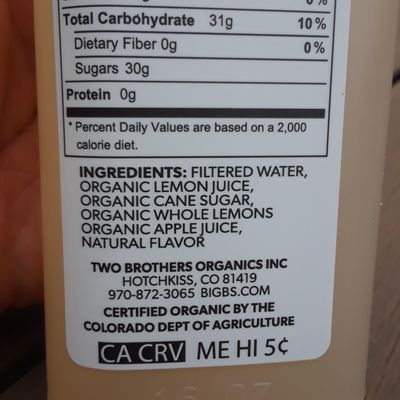 0%
Total Carbohydrate 31g 10%
Dietary Fiber 0g 0%
Sugars 30g
Protein 0g
* Percent Daily Values are based on a 2,000
calorie diet.
INGREDIENTS: FILTERED WATER,
ORGANIC LEMON JUICE,
ORGANIC CANE SUGAR,
ORGANIC WHOLE LEMONS
ORGANIC APPLE JUICE,
NATURAL FLAVOR
TWO BROTHERS ORGANICS INC
HOTCHKISS, CO 81419
970-872-3065 BIGBS.COM
CERTIFIED ORGANIC BY THE
COLORADO DEPT OF AGRICULTURE
CA CRV ME HI 5¢